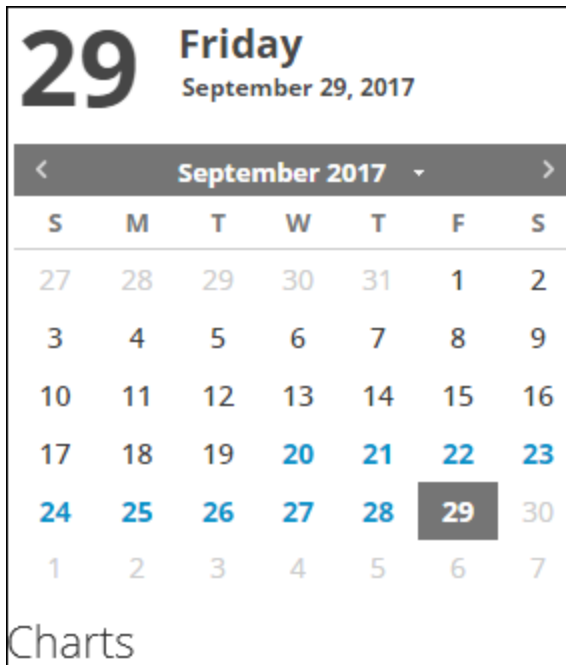 29
Friday
September 29, 2017
September 2017
S M T W T F S
27 28 29 30 31 1 2
3 4 5 6 7 8 9
10 11 12 13 14 15 16
17 18 19 20 21 22 23
24 25 26 27 28 29 30
1 2 3 4 5 6 7
Charts